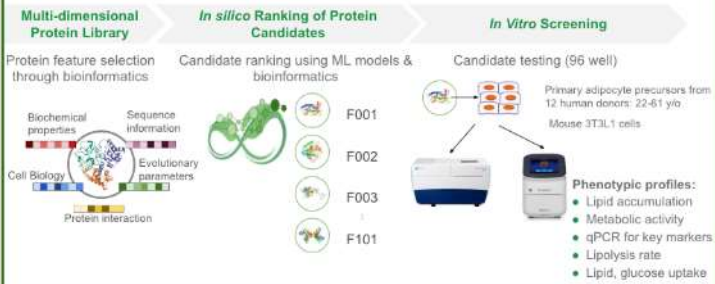 Multi-dimensional
Protein Library
In silico Ranking of Protein
Candidates
In Vitro Screening
Protein feature selection
through bioinformatics
Candidate ranking using ML models &
bioinformatics
Candidate testing (96 well)
Biochemical
properties
Sequence
information
Cell Biology
Evolutionary
parameters
Protein interaction
F001
F002
F003
F101
Primary adipocyte precursors from
12 human donors: 22-61 y/o
Mouse 3T3L1 cells
Phenotypic profiles:
● Lipid accumulation
● Metabolic activity
● qPCR for key markers
● Lipolysis rate
● Lipid, glucose uptake